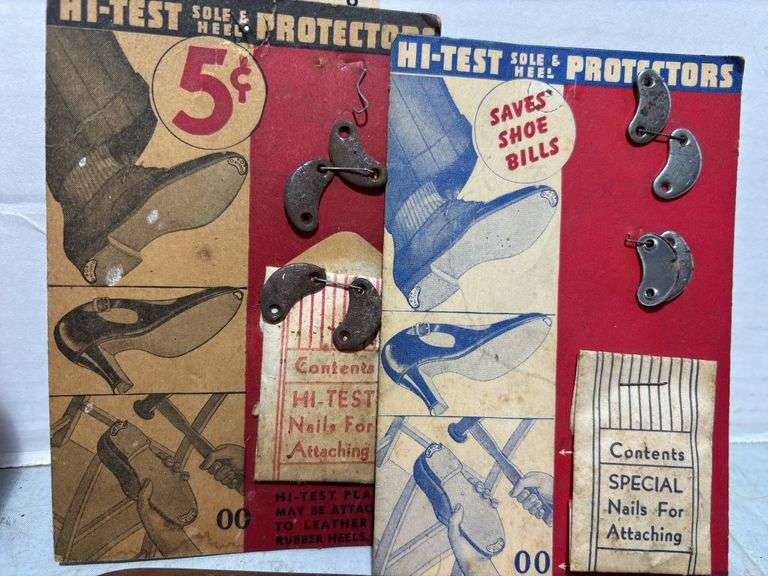 HI-TEST SOLE & HEEL PROTECTORS
5¢
Contents
HI-TEST
Nails For
Attaching
00
HI-TEST PLA
MAY BE ATTAC
TO LEATHER
RUBBER HEELS.
HI-TEST SOLE & HEEL PROTECTORS
SAVES
SHOE
BILLS
Contents
SPECIAL
Nails For
Attaching
00